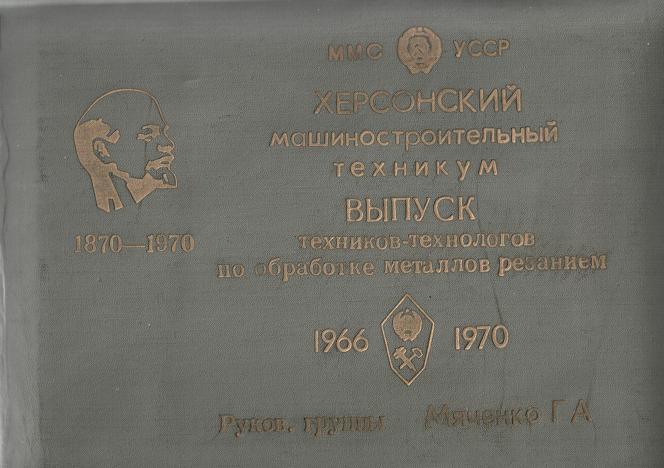 ММС УССР
ХЕРСОНСКИЙ
машиностроительный
техникум
ВЫПУСК
1870—1970
техников-технологов
по обработке металлов резанием
1966 1970
Руков. группы Мяченко Г А